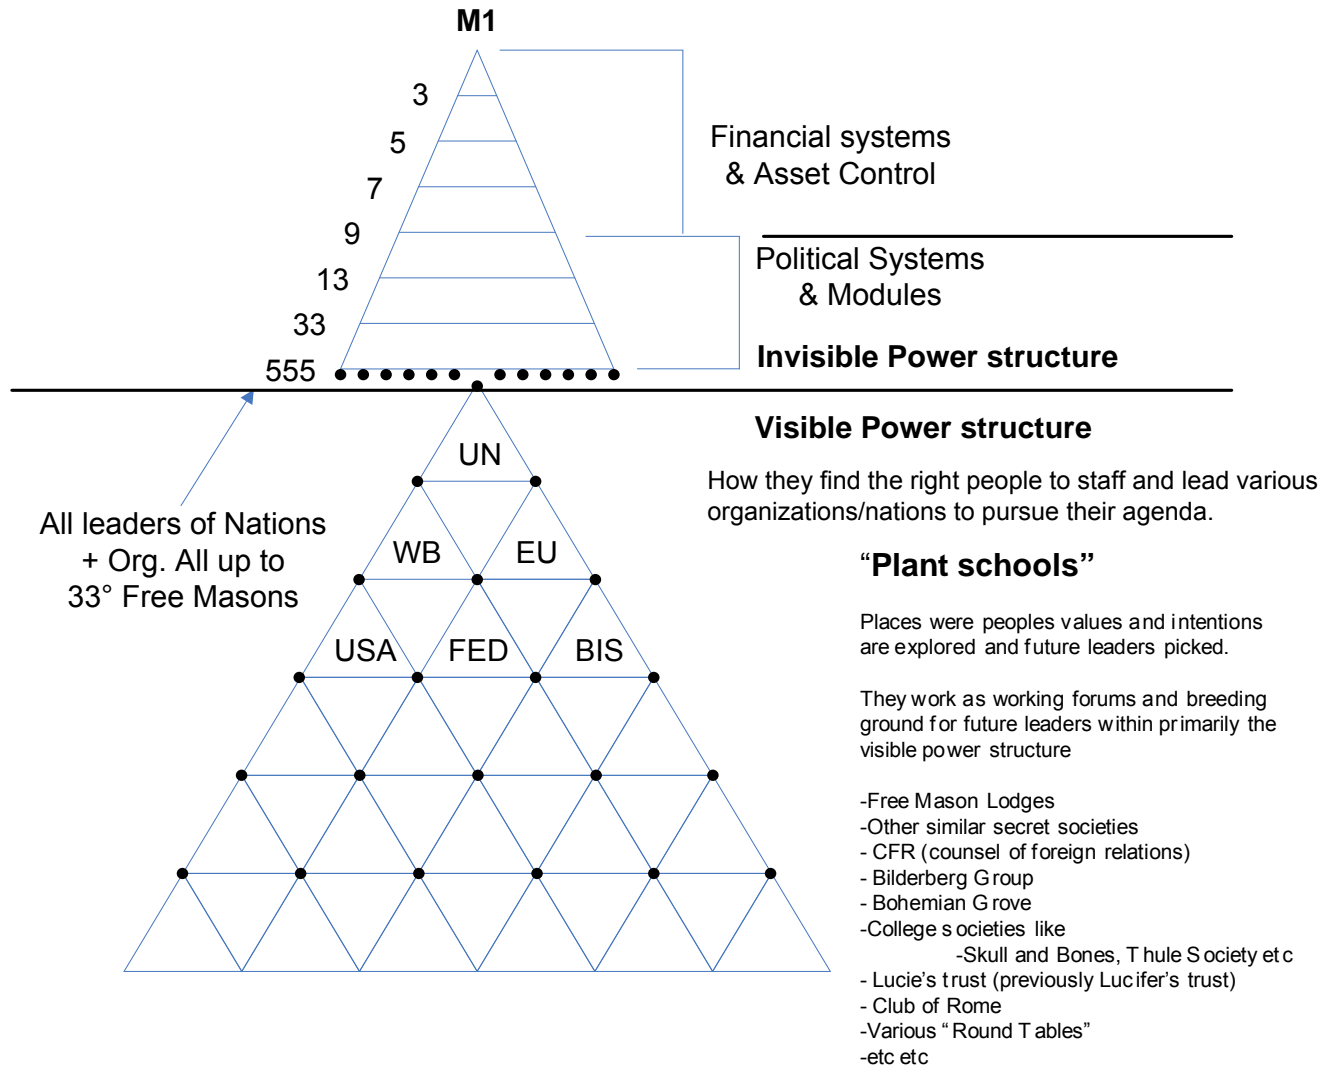 M1
3
5
7
9
13
33
555
Financial systems
& Asset Control
Political Systems
& Modules
Invisible Power structure
Visible Power structure
All leaders of Nations
+ Org. All up to
33° Free Masons
UN
WB EU
USA FED BIS
How they find the right people to staff and lead various
organizations/nations to pursue their agenda.
“Plant schools”
Places were peoples values and intentions
are explored and future leaders picked.
They work as working forums and breeding
ground for future leaders within primarily the
visible power structure
-Free Mason Lodges
-Other similar secret societies
- CFR (counsel of foreign relations)
- Bilderberg Group
- Bohemian Grove
-College societies like
-Skull and Bones, Thule Society etc
- Lucie’s trust (previously Lucifer’s trust)
- Club of Rome
-Various “Round Tables”
-etc etc